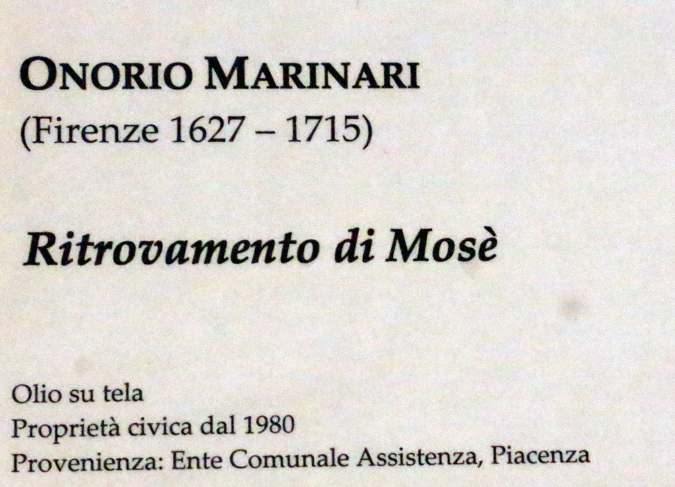 ONORIO MARINARI
(Firenze 1627 – 1715)
Ritrovamento di Mosè
Olio su tela
Proprietà civica dal 1980
Provenienza: Ente Comunale Assistenza, Piacenza